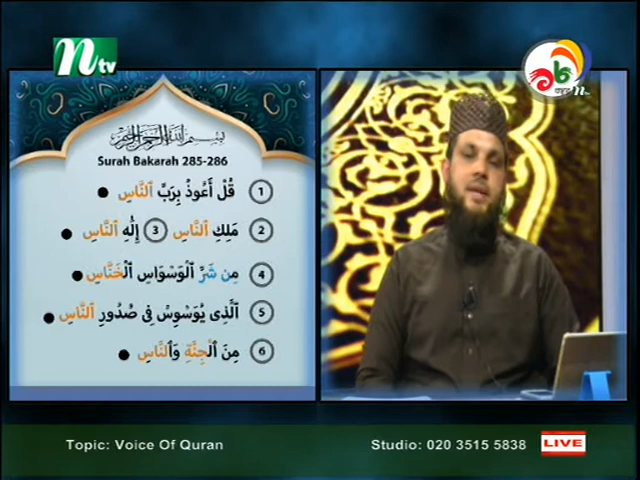 Ntv
বাংলা
n tv
بِسْمِ اللَّهِ الرَّحْمَٰنِ الرَّحِيمِ
Surah Bakarah 285-286
1 قُلْ أَعُوذُ بِرَبِّ ٱلنَّاسِ
2 مَلِكِ ٱلنَّاسِ 3 إِلَٰهِ ٱلنَّاسِ
4 مِن شَرِّ ٱلْوَسْوَاسِ ٱلْخَنَّاسِ
5 ٱلَّذِى يُوَسْوِسُ فِى صُدُورِ ٱلنَّاسِ
6 مِنَ ٱلْجِنَّةِ وَٱلنَّاسِ
Topic: Voice Of Quran
Studio: 020 3515 5838
LIVE